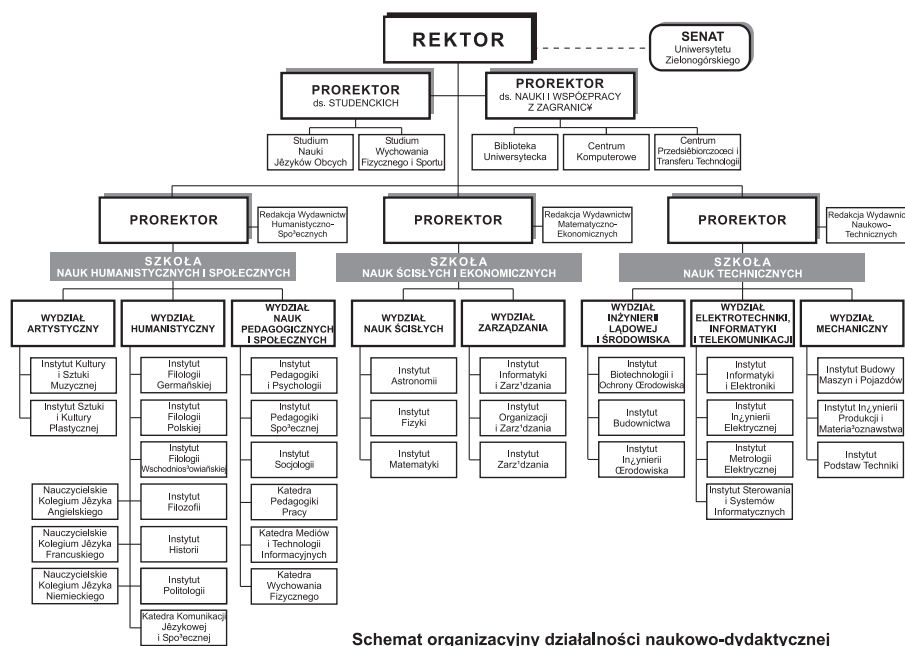 REKTOR
SENAT
Uniwersytetu
Zielonogórskiego
PROREKTOR
ds. STUDENCKICH
PROREKTOR
ds. NAUKI I WSPÓ£PRACY
Z ZAGRANIC¥
Studium
Nauki
Jêzyków Obcych
Studium
Wychowania
Fizycznego i Sportu
Biblioteka
Uniwersytecka
Centrum
Komputerowe
Centrum
Przedsiêbiorczoœci i
Transferu Technologii
PROREKTOR
Redakcja Wydawnictw
Humanistyczno-
Spo³ecznych
PROREKTOR
Redakcja Wydawnictw
Matematyczno-
Ekonomicznych
PROREKTOR
Redakcja Wydawnictw
Naukowo-
Technicznych
SZKOŁA
NAUK HUMANISTYCZNYCH I SPOŁECZNYCH
SZKOŁA
NAUK ŚCISŁYCH I EKONOMICZNYCH
SZKOŁA
NAUK TECHNICZNYCH
WYDZIAŁ
ARTYSTYCZNY
WYDZIAŁ
HUMANISTYCZNY
WYDZIAŁ
NAUK
PEDAGOGICZNYCH
I SPOŁECZNYCH
WYDZIAŁ
NAUK ŚCISŁYCH
WYDZIAŁ
ZARZĄDZANIA
WYDZIAŁ
INŻYNIERII
LĄDOWEJ
I ŚRODOWISKA
WYDZIAŁ
ELEKTROTECHNIKI,
INFORMATYKI
I TELEKOMUNIKACJI
WYDZIAŁ
MECHANICZNY
Instytut Kultury
i Sztuki
Muzycznej
Instytut Sztuki
i Kultury
Plastycznej
Instytut
Filologii
Germańskiej
Instytut
Filologii
Polskiej
Instytut
Filologii
Wschodnios³owiańskiej
Nauczycielskie
Kolegium Jêzyka
Angielskiego
Instytut
Filozofii
Nauczycielskie
Kolegium Jêzyka
Francuskiego
Instytut
Historii
Nauczycielskie
Kolegium Jêzyka
Niemieckiego
Instytut
Politologii
Katedra Komunikacji
Jêzykowej
i Spo³ecznej
Instytut
Pedagogiki
i Psychologii
Instytut
Pedagogiki
Spo³ecznej
Instytut
Socjologii
Katedra
Pedagogiki
Pracy
Katedra Mediów
i Technologii
Informacyjnych
Katedra
Wychowania
Fizycznego
Instytut
Astronomii
Instytut
Fizyki
Instytut
Matematyki
Instytut
Informatyki
i Zarz¹dzania
Instytut
Organizacji
i Zarz¹dzania
Instytut
Zarz¹dzania
Instytut
Biotechnologii i
Ochrony Œrodowiska
Instytut
Budownictwa
Instytut
In¿ynierii
Œrodowiska
Instytut
Informatyki
i Elektroniki
Instytut
In¿ynierii
Elektrycznej
Instytut
Metrologii
Elektrycznej
Instytut Sterowania
i Systemów
Informatycznych
Instytut Budowy
Maszyn i Pojazdów
Instytut In¿ynierii
Produkcji i
Materia³oznawstwa
Instytut
Podstaw Techniki
Schemat organizacyjny działalności naukowo-dydaktycznej